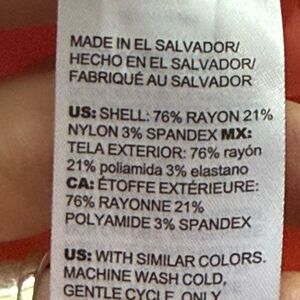 MADE IN EL SALVADOR/
HECHO EN EL SALVADOR/
FABRIQUÉ AU SALVADOR
US: SHELL: 76% RAYON 21%
NYLON 3% SPANDEX MX:
TELA EXTERIOR: 76% rayón
21% poliamida 3% elastano
CA: ÉTOFFE EXTÉRIEURE:
76% RAYONNE 21%
POLYAMIDE 3% SPANDEX
US: WITH SIMILAR COLORS.
MACHINE WASH COLD,
GENTLE CYCLE. ONLY